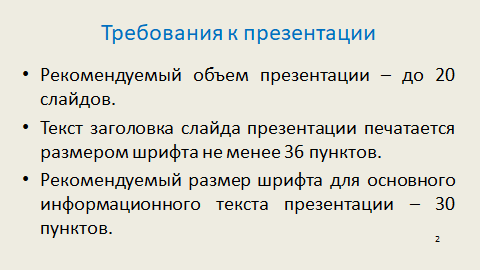 Требования к презентации
• Рекомендуемый объем презентации – до 20
слайдов.
• Текст заголовка слайда презентации печатается
размером шрифта не менее 36 пунктов.
• Рекомендуемый размер шрифта для основного
информационного текста презентации – 30
пунктов.
2